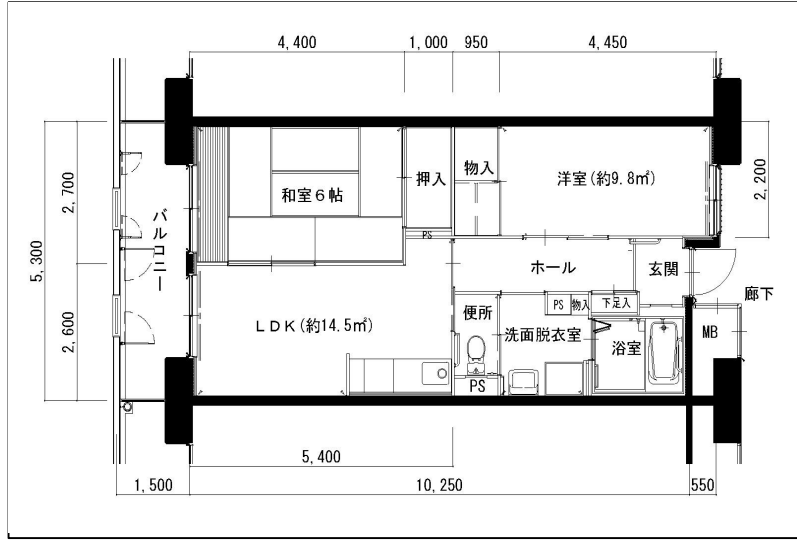 4,400
1,000
950
4,450
5,300
2,700
2,600
2,200
バルコニー
和室6帖
押入
物入
洋室(約9.8㎡)
PS
ホール
玄関
廊下
LDK(約14.5㎡)
便所
PS
物入
下足入
洗面脱衣室
浴室
MB
PS
5,400
1,500
10,250
550